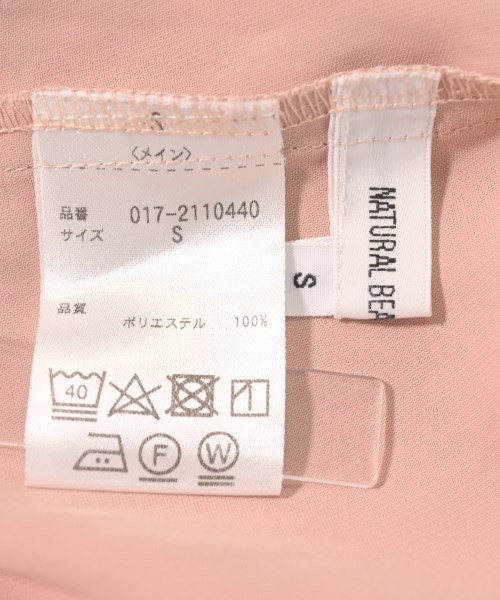 S
〈メイン〉
品番 017-2110440
サイズ S
品質
ポリエステル 100%
40
F
W
S
NATURAL BEA